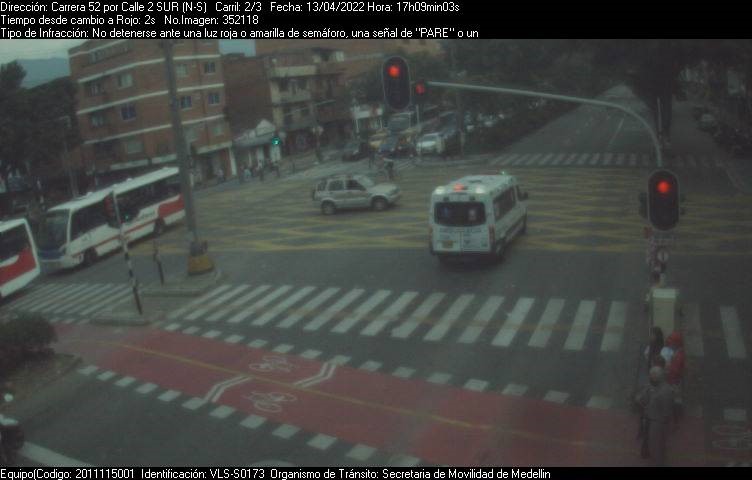 Dirección: Carrera 52 por Calle 2 SUR (N-S) Carril: 2/3 Fecha: 13/04/2022 Hora: 17h09min03s
Tiempo desde cambio a Rojo: 2s No.Imagen: 352118
Tipo de Infracción: No detenerse ante una luz roja o amarilla de semáforo, una señal de "PARE" o un
Equipo(Codigo: 2011115001 Identificación: VLS-S0173 Organismo de Tránsito: Secretaria de Movilidad de Medellin